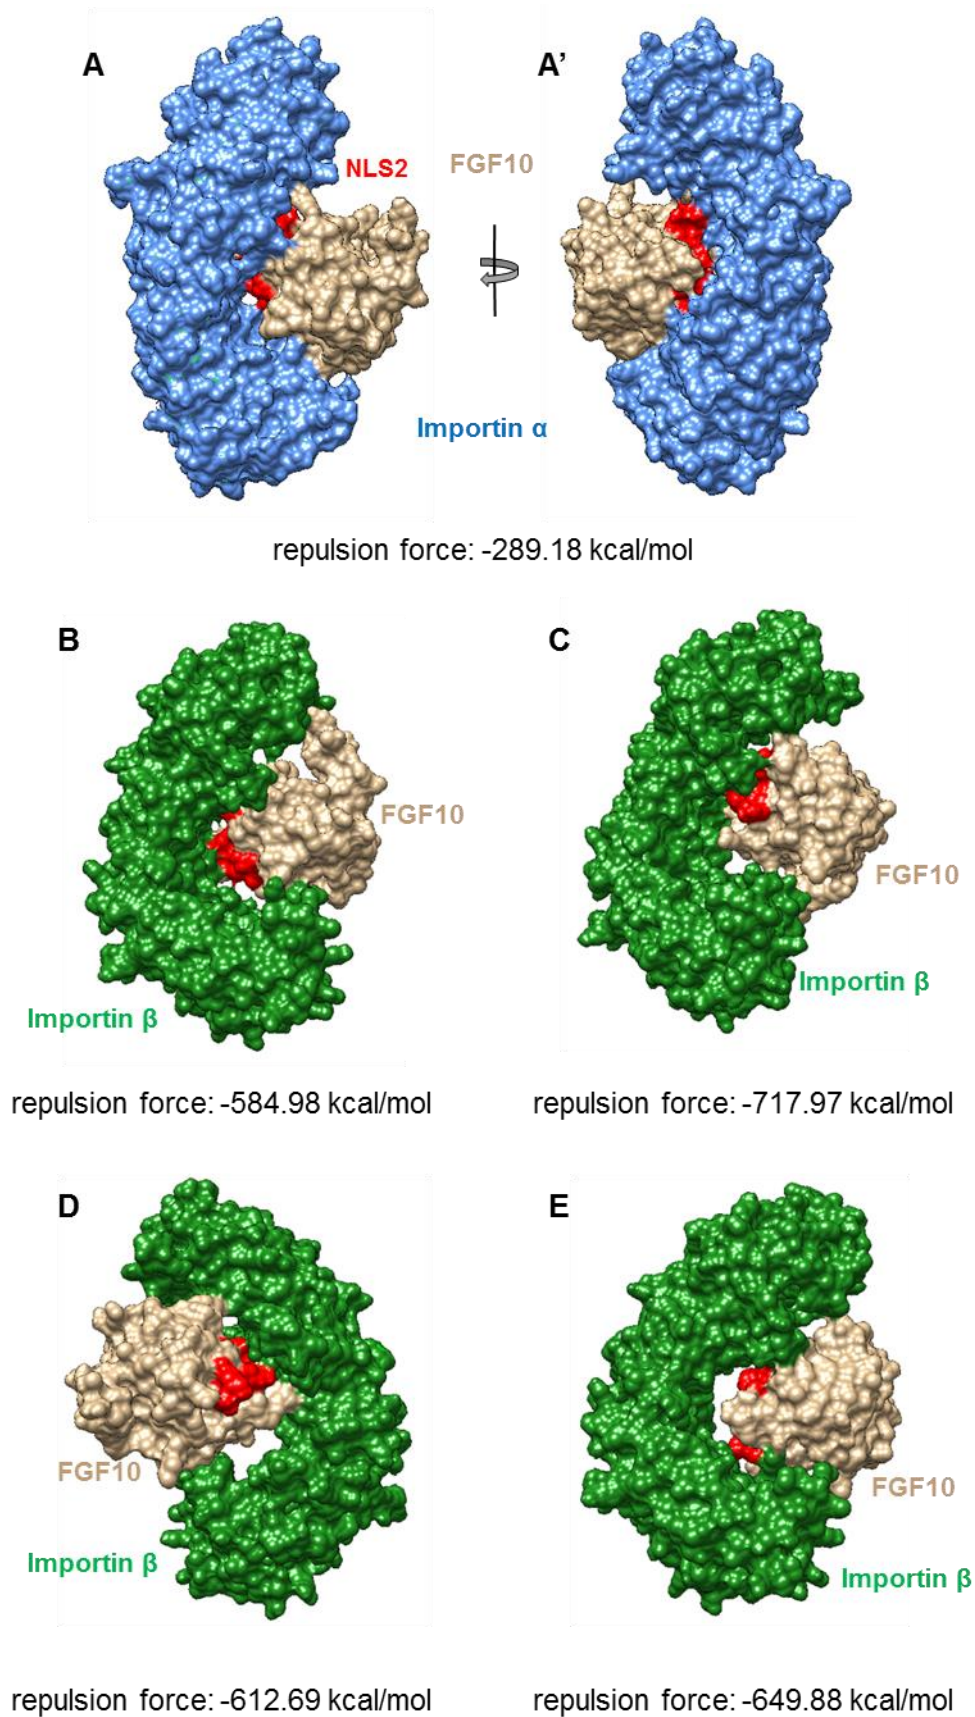 A
A’
NLS2
FGF10
Importin α
repulsion force: -289.18 kcal/mol
B
C
FGF10
FGF10
Importin β
Importin β
repulsion force: -584.98 kcal/mol
repulsion force: -717.97 kcal/mol
D
E
FGF10
FGF10
Importin β
Importin β
repulsion force: -612.69 kcal/mol
repulsion force: -649.88 kcal/mol